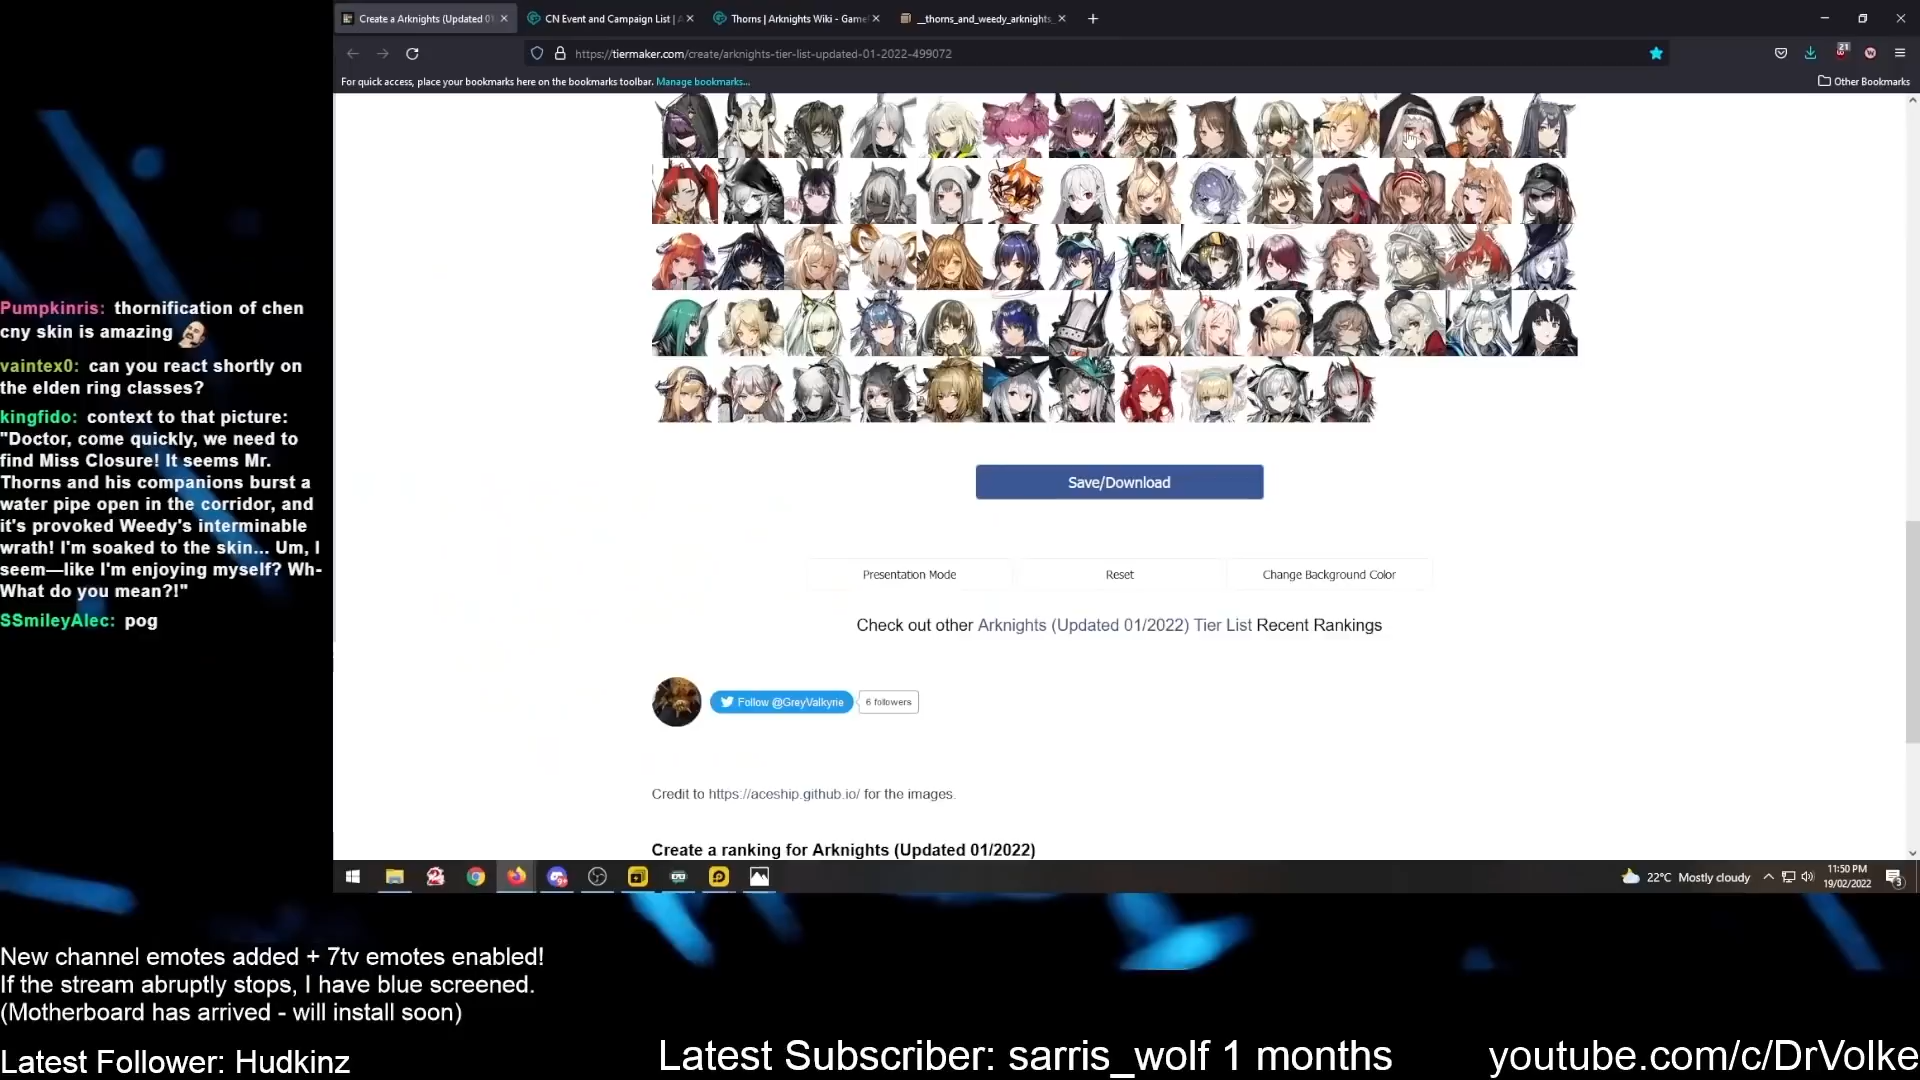 Create a Arknights (Updated 01
CN Event and Campaign List | A
Thorns | Arknights Wiki - Game
__thorns_and_weedy_arknights_
https://tiermaker.com/create/arknights-tier-list-updated-01-2022-499072
21
For quick access, place your bookmarks here on the bookmarks toolbar. Manage bookmarks...
Other Bookmarks
Pumpkinris: thornification of chen
cny skin is amazing
vaintex0: can you react shortly on
the elden ring classes?
kingfido: context to that picture:
"Doctor, come quickly, we need to
find Miss Closure! It seems Mr.
Thorns and his companions burst a
water pipe open in the corridor, and
it's provoked Weedy's interminable
wrath! I'm soaked to the skin... Um, I
seem—like I'm enjoying myself? Wh-
What do you mean?!"
SSmileyAlec: pog
Save/Download
Presentation Mode
Reset
Change Background Color
Check out other Arknights (Updated 01/2022) Tier List Recent Rankings
Follow @GreyValkyrie
6 followers
Credit to https://aceship.github.io/ for the images.
Create a ranking for Arknights (Updated 01/2022)
22°C Mostly cloudy
11:50 PM
19/02/2022
3
New channel emotes added + 7tv emotes enabled!
If the stream abruptly stops, I have blue screened.
(Motherboard has arrived - will install soon)
Latest Follower: Hudkinz
Latest Subscriber: sarris_wolf 1 months
youtube.com/c/DrVolke